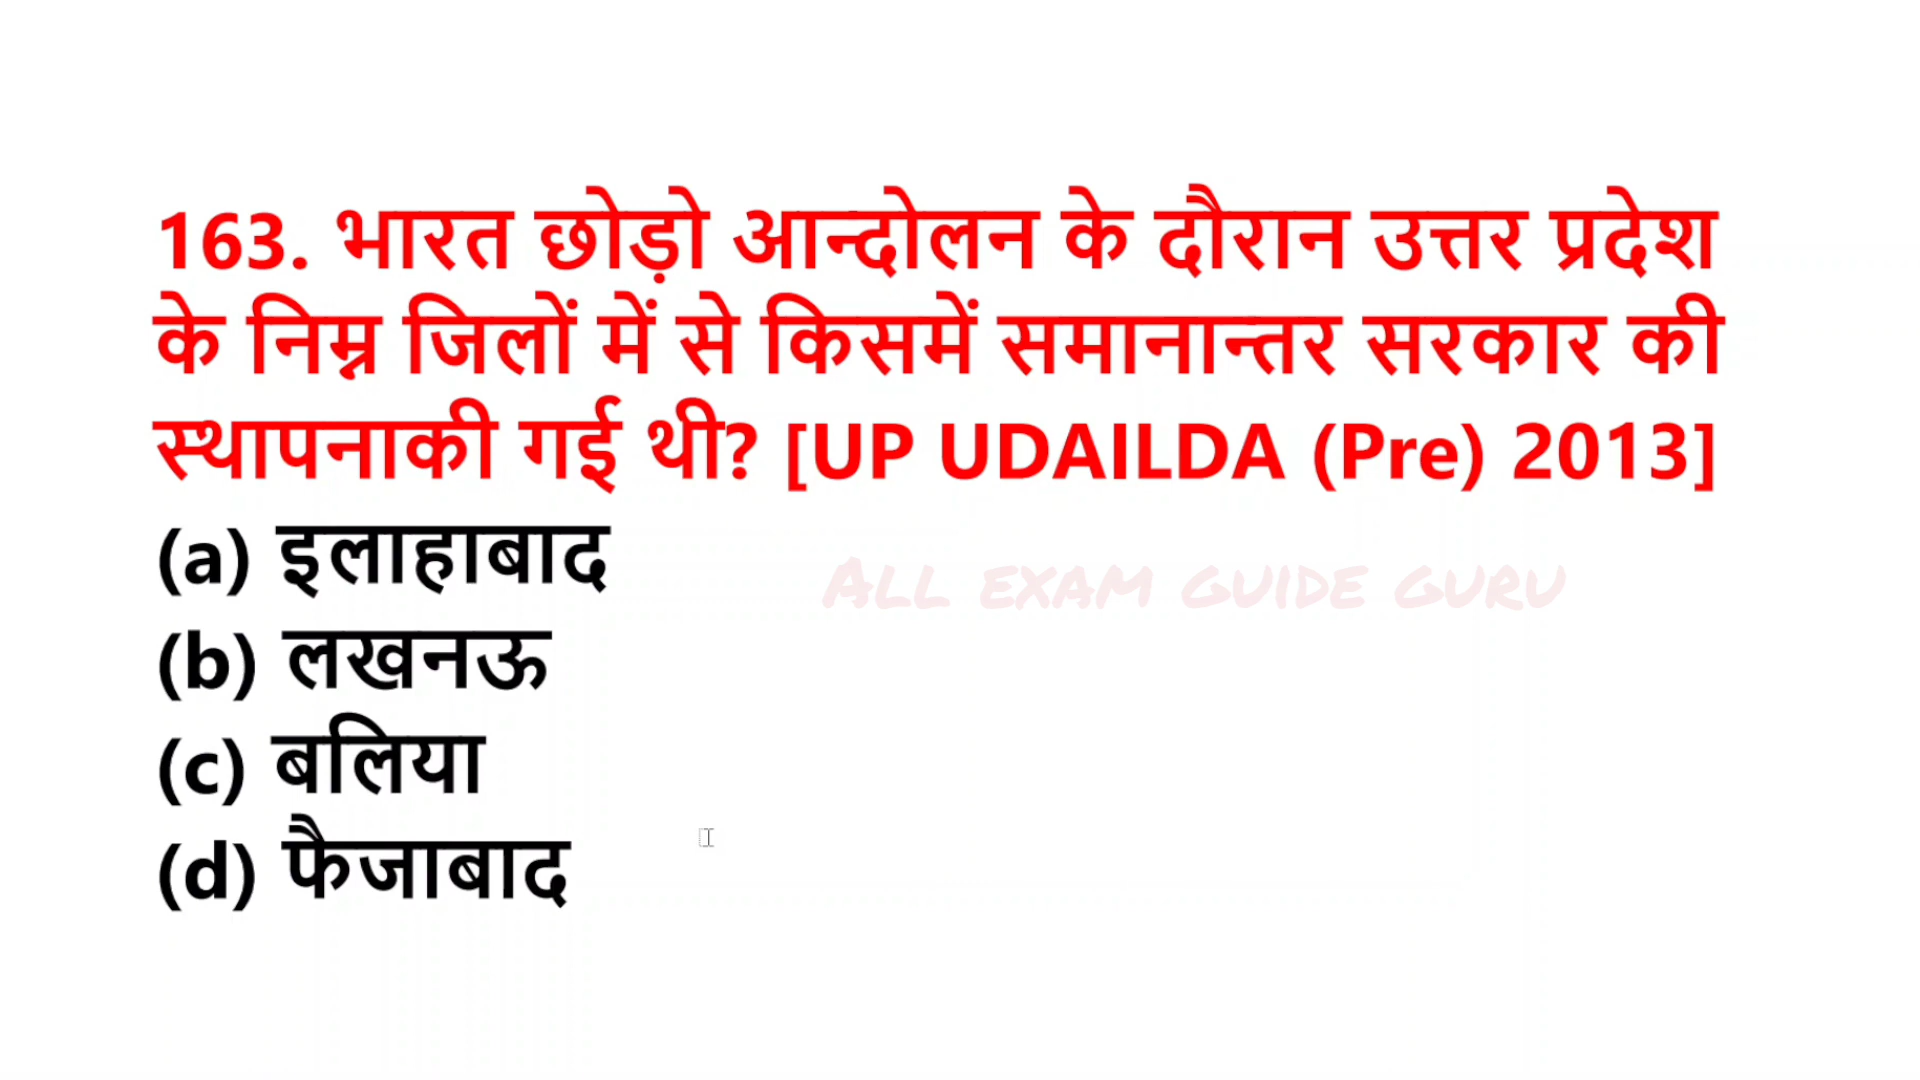 163. भारत छोड़ो आन्दोलन के दौरान उत्तर प्रदेश
के निम्न जिलों में से किसमें समानान्तर सरकार की
स्थापनाकी गई थी? [UP UDAILDA (Pre) 2013]
(a) इलाहाबाद
ALL EXAM GUIDE GURU
(b) लखनऊ
(c) बलिया
(d) फैजाबाद